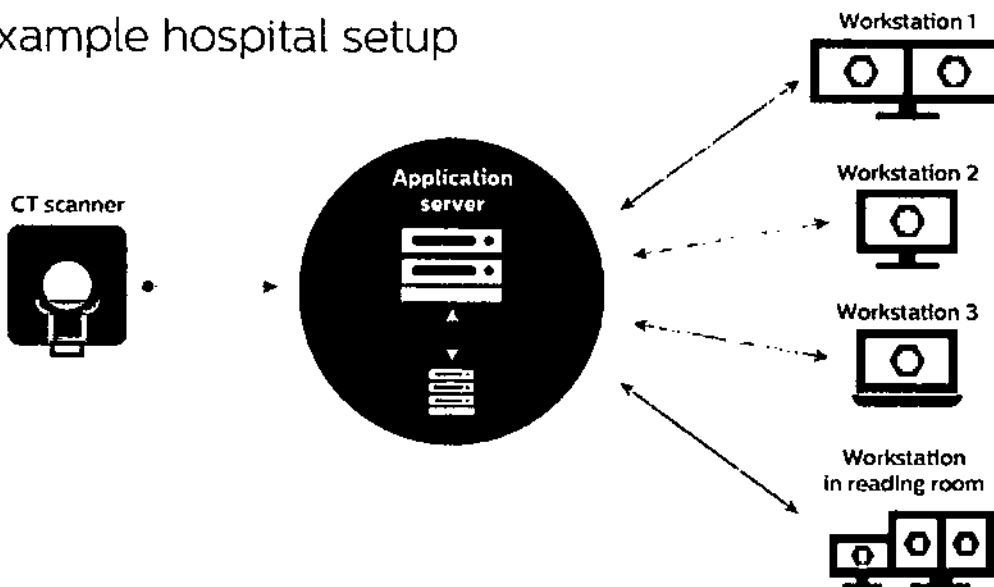 xample hospital setup
Workstation 1
CT scanner
Application
server
Workstation 2
Workstation 3
Workstation
in reading room